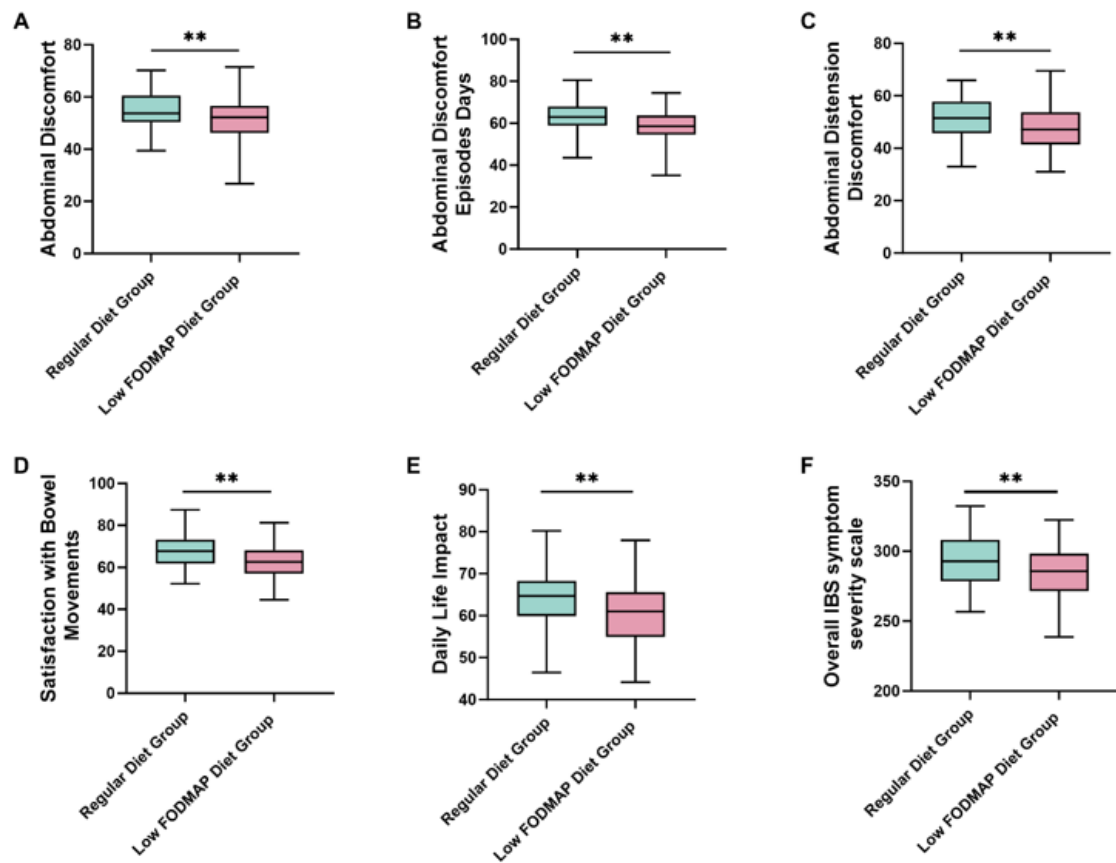 A
Abdominal Discomfort
80
60
40
20
0
**
Regular Diet Group
Low FODMAP Diet Group
B
Abdominal Discomfort
Episodes Days
100
80
60
40
20
0
**
Regular Diet Group
Low FODMAP Diet Group
C
Abdominal Distension
Discomfort
80
60
40
20
0
**
Regular Diet Group
Low FODMAP Diet Group
D
Satisfaction with Bowel
Movements
100
80
60
40
20
0
**
Regular Diet Group
Low FODMAP Diet Group
E
Daily Life Impact
90
80
70
60
50
40
**
Regular Diet Group
Low FODMAP Diet Group
F
Overall IBS symptom
severity scale
350
300
250
200
**
Regular Diet Group
Low FODMAP Diet Group